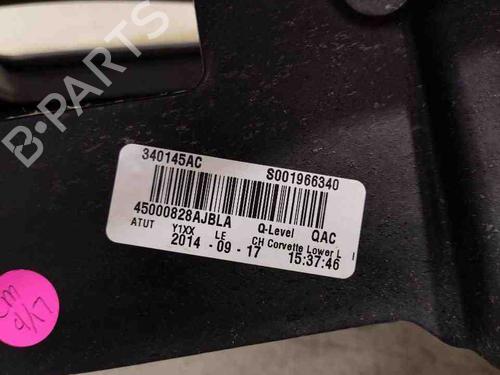 B-PARTS
340145AC S001966340
45000828AJBLA Q-Level QAC
ATUT Y1XX LE CH Corvette Lower L
2014-09-17 15:37:46